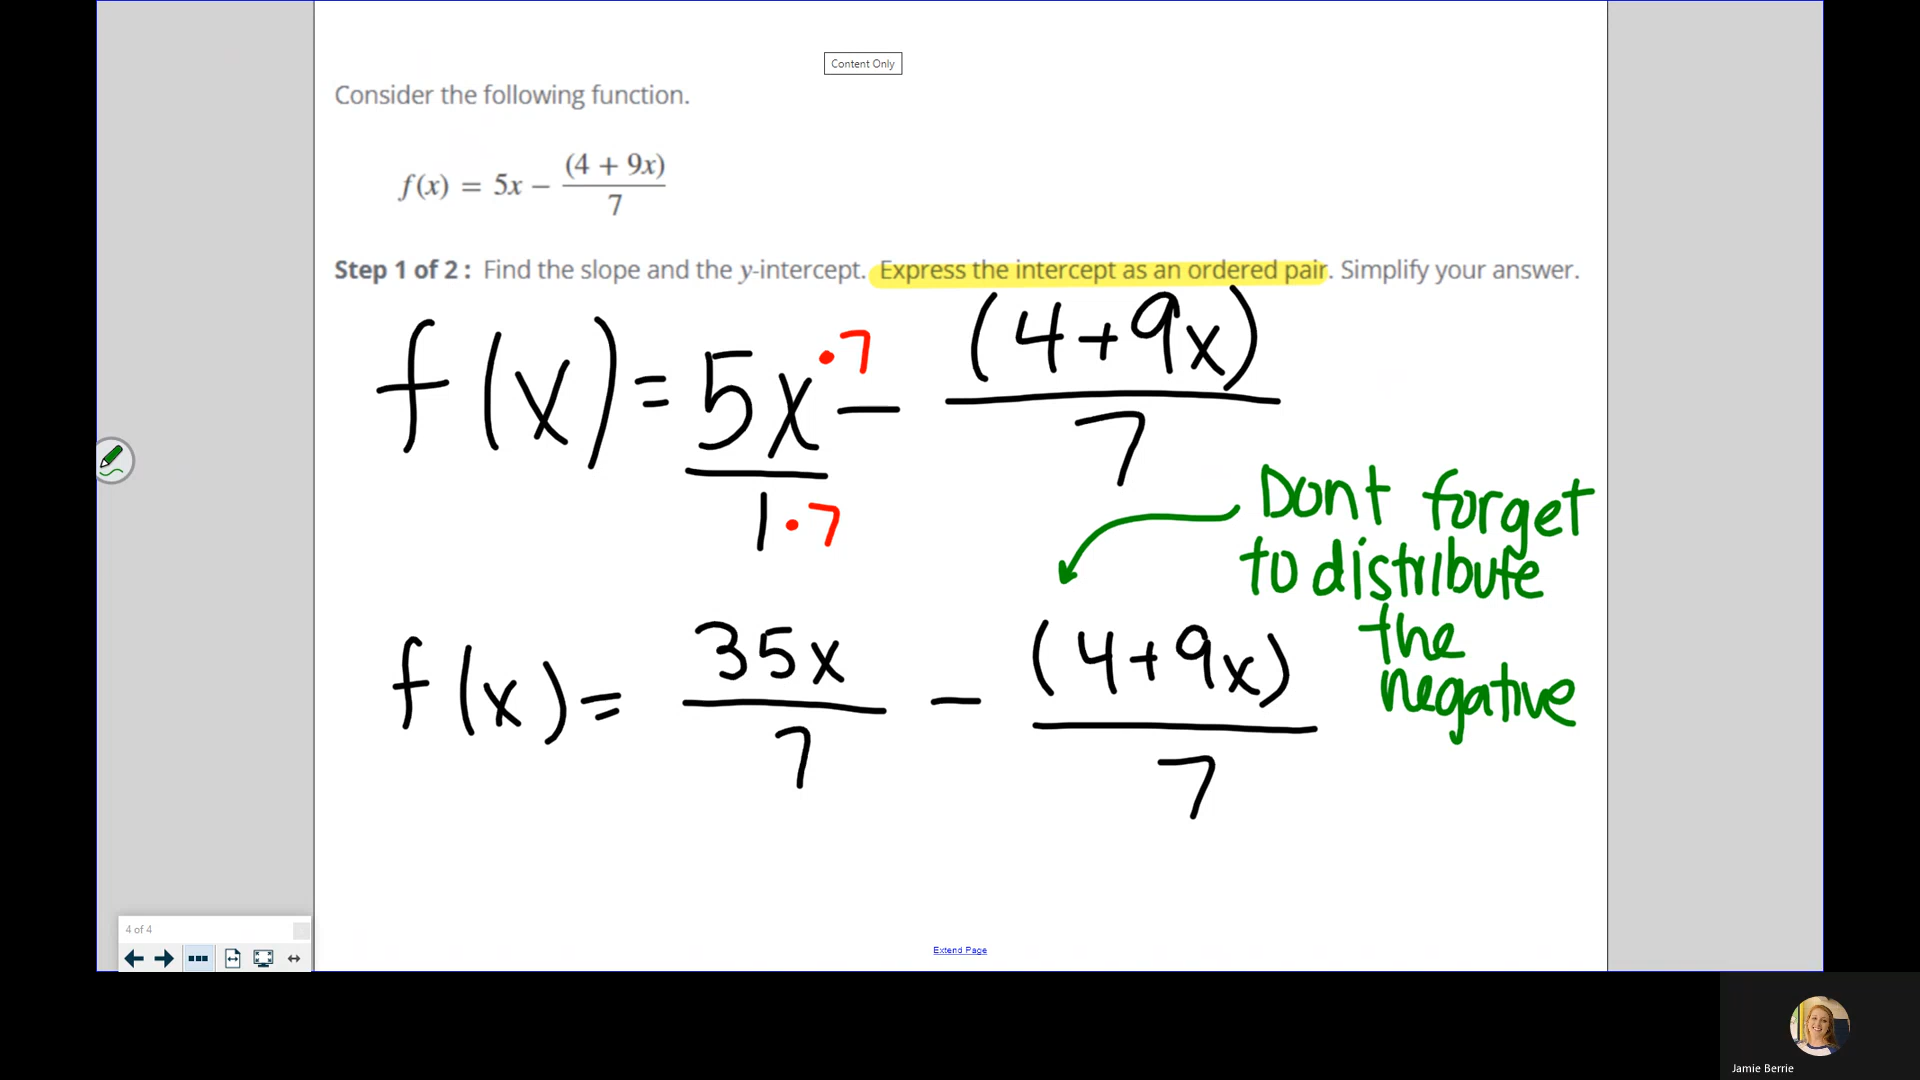 Content Only
Consider the following function.
f(x) = 5x − (4 + 9x)/7
Step 1 of 2 : Find the slope and the y-intercept. Express the intercept as an ordered pair. Simplify your answer.
f(x) = 5x·7/1·7 − (4+9x)/7
Dont forget
to distribute
the
negative
f(x) = 35x/7 − (4+9x)/7
4 of 4
Extend Page
Jamie Berrie